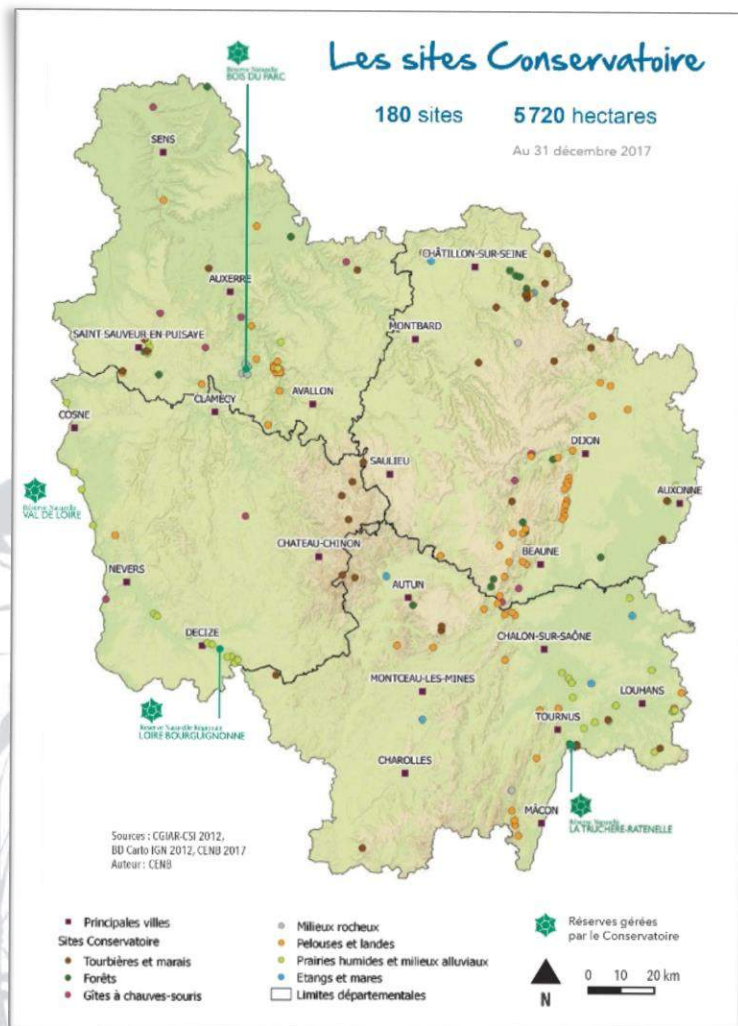 Les sites Conservatoire
180 sites 5 720 hectares
Au 31 décembre 2017
Réserve Naturelle
BOIS DU PARC
SENS
CHÂTILLON-SUR-SEINE
AUXERRE
MONTBARD
SAINT-SAUVEUR-EN-PUISAYE
AVALLON
CLAMECY
COSNE
DIJON
SAULIEU
AUXONNE
Réserve Naturelle
VAL DE LOIRE
CHATEAU-CHINON
BEAUNE
NEVERS
AUTUN
DECIZE
CHALON-SUR-SAÔNE
MONTCEAU-LES-MINES
LOUHANS
Réserve Naturelle Régionale
LOIRE BOURGUIGNONNE
TOURNUS
CHAROLLES
MÂCON
Réserve Naturelle
LA TRUCHÈRE-RATENELLE
Sources : CGIAR-CSI 2012,
BD Carto IGN 2012, CENB 2017
Auteur : CENB
Principales villes
Sites Conservatoire
Tourbières et marais
Forêts
Gîtes à chauves-souris
Milieux rocheux
Pelouses et landes
Prairies humides et milieux alluviaux
Etangs et mares
Limites départementales
Réserves gérées
par le Conservatoire
N
0 10 20 km